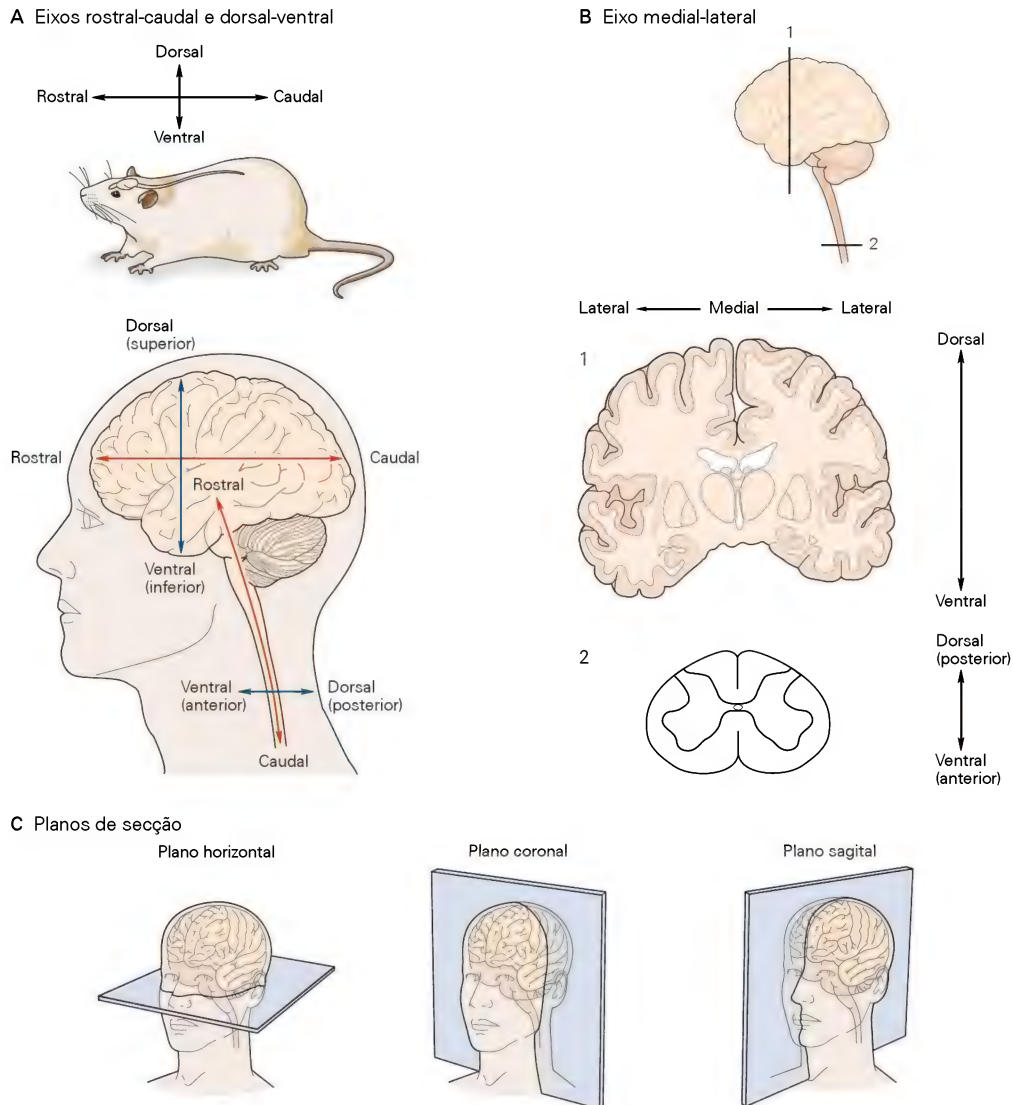 A Eixos rostral-caudal e dorsal-ventral
Dorsal
Rostral
Caudal
Ventral
Dorsal
(superior)
Rostral
Caudal
Rostral
Ventral
(inferior)
Ventral
(anterior)
Dorsal
(posterior)
Caudal
B Eixo medial-lateral
1
2
Lateral
Medial
Lateral
1
Dorsal
Ventral
2
Dorsal
(posterior)
Ventral
(anterior)
C Planos de secção
Plano horizontal
Plano coronal
Plano sagital